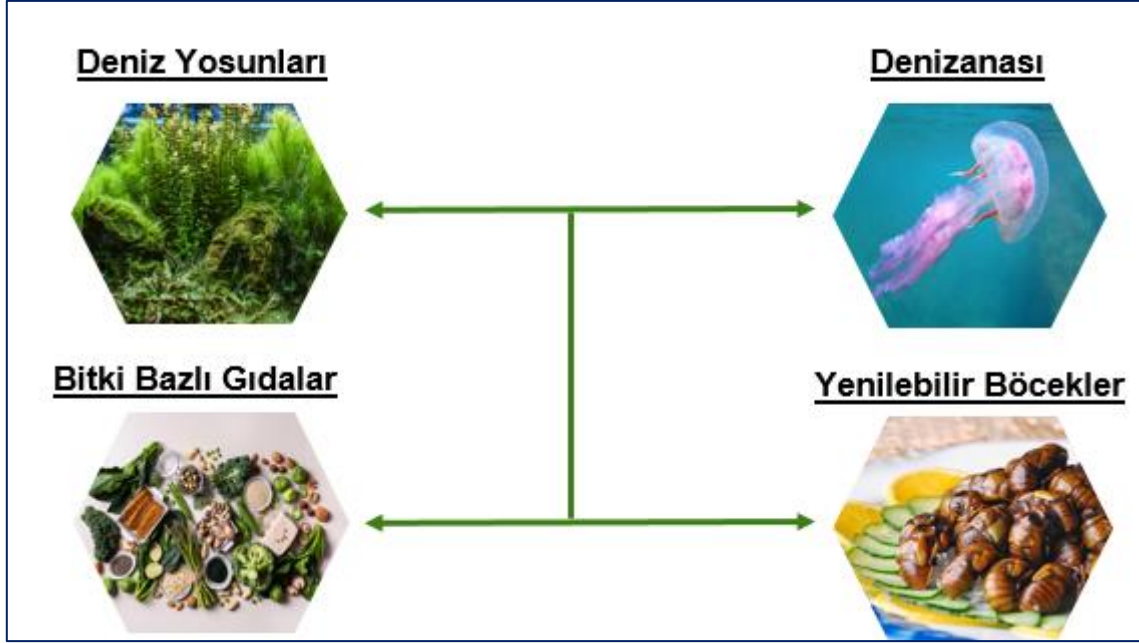 Deniz Yosunları
Denizanası
Bitki Bazlı Gıdalar
Yenilebilir Böcekler